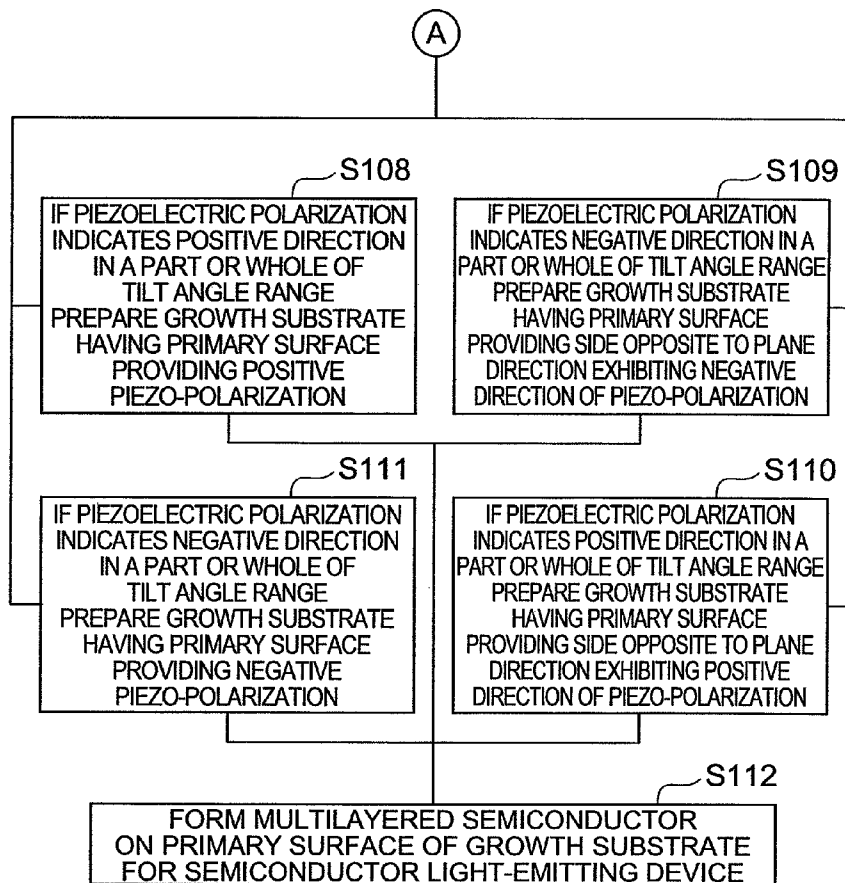 A
S108
IF PIEZOELECTRIC POLARIZATION
INDICATES POSITIVE DIRECTION
IN A PART OR WHOLE OF
TILT ANGLE RANGE
PREPARE GROWTH SUBSTRATE
HAVING PRIMARY SURFACE
PROVIDING POSITIVE
PIEZO-POLARIZATION
S109
IF PIEZOELECTRIC POLARIZATION
INDICATES NEGATIVE DIRECTION IN A
PART OR WHOLE OF TILT ANGLE RANGE
PREPARE GROWTH SUBSTRATE
HAVING PRIMARY SURFACE
PROVIDING SIDE OPPOSITE TO PLANE
DIRECTION EXHIBITING NEGATIVE
DIRECTION OF PIEZO-POLARIZATION
S111
IF PIEZOELECTRIC POLARIZATION
INDICATES NEGATIVE DIRECTION
IN A PART OR WHOLE OF
TILT ANGLE RANGE
PREPARE GROWTH SUBSTRATE
HAVING PRIMARY SURFACE
PROVIDING NEGATIVE
PIEZO-POLARIZATION
S110
IF PIEZOELECTRIC POLARIZATION
INDICATES POSITIVE DIRECTION IN A
PART OR WHOLE OF TILT ANGLE RANGE
PREPARE GROWTH SUBSTRATE
HAVING PRIMARY SURFACE
PROVIDING SIDE OPPOSITE TO PLANE
DIRECTION EXHIBITING POSITIVE
DIRECTION OF PIEZO-POLARIZATION
S112
FORM MULTILAYERED SEMICONDUCTOR
ON PRIMARY SURFACE OF GROWTH SUBSTRATE
FOR SEMICONDUCTOR LIGHT-EMITTING DEVICE